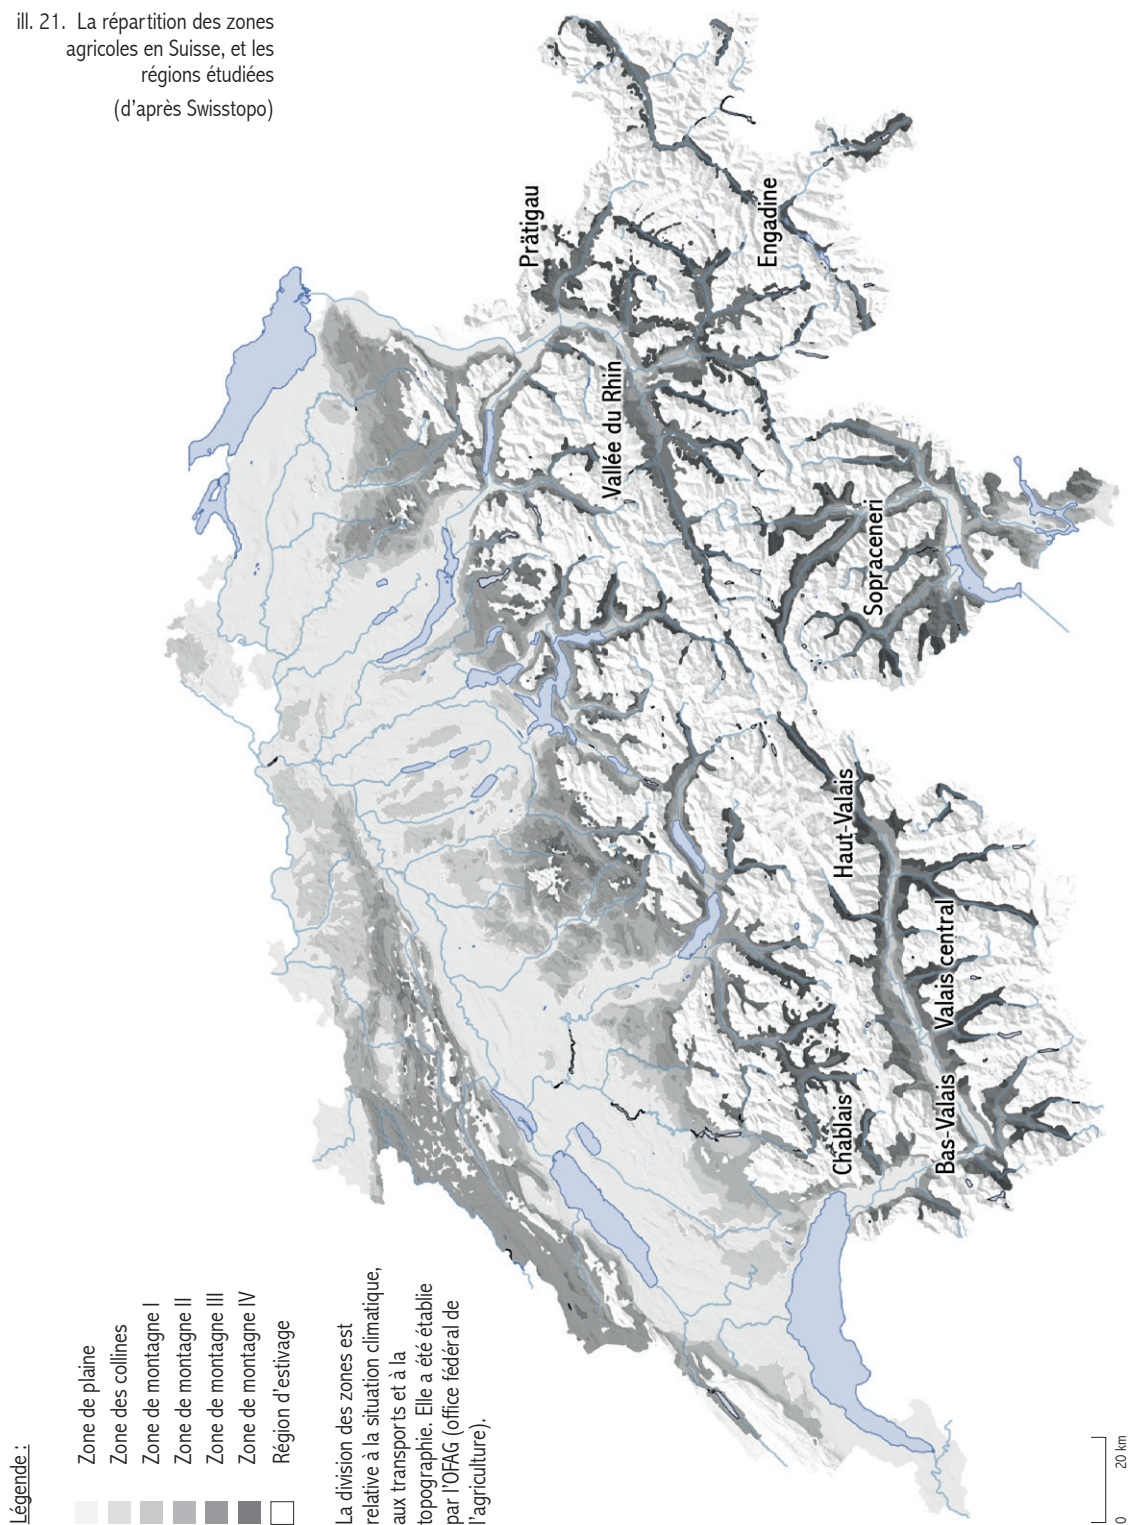 ill. 21. La répartition des zones
agricoles en Suisse, et les
régions étudiées
(d'après Swisstopo)
Prätigau
Engadine
Vallée du Rhin
Sopraceneri
Haut-Valais
Valais central
Bas-Valais
Chablais
Légende :
Zone de plaine
Zone des collines
Zone de montagne I
Zone de montagne II
Zone de montagne III
Zone de montagne IV
Région d'estivage
La division des zones est
relative à la situation climatique,
aux transports et à la
topographie. Elle a été établie
par l'OFAG (office fédéral de
l'agriculture).
0 20 km